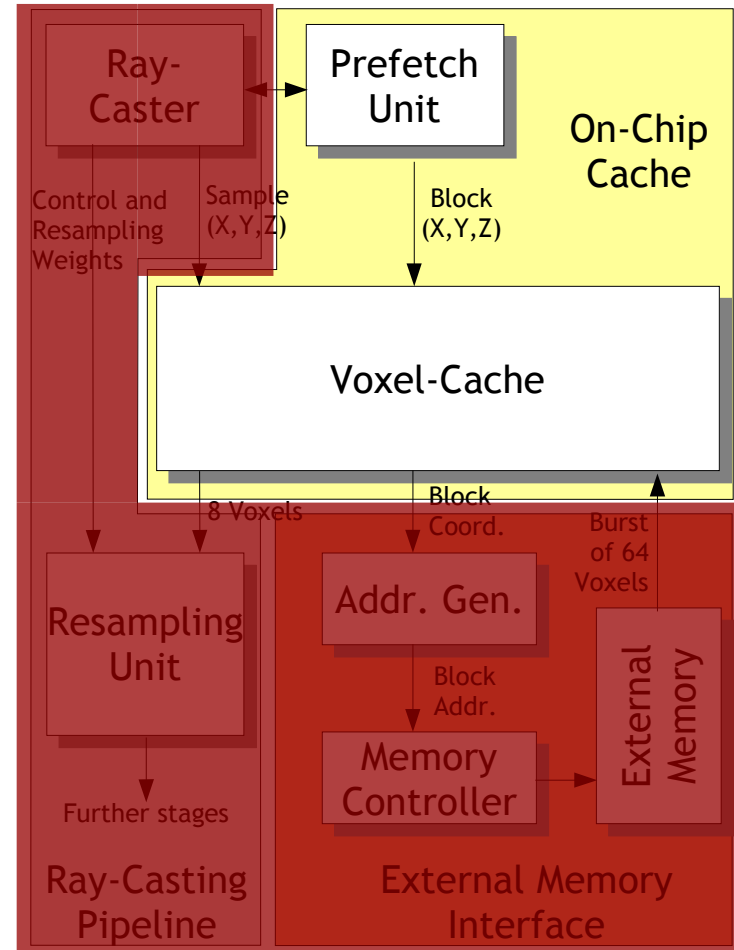 Ray-
Caster
Prefetch
Unit
On-Chip
Cache
Control and
Resampling
Weights
Sample
(X,Y,Z)
Block
(X,Y,Z)
Voxel-Cache
8 Voxels
Block
Coord.
Burst
of 64
Voxels
Resampling
Unit
Addr. Gen.
Block
Addr.
Memory
Controller
External
Memory
Further stages
Ray-Casting
Pipeline
External Memory
Interface